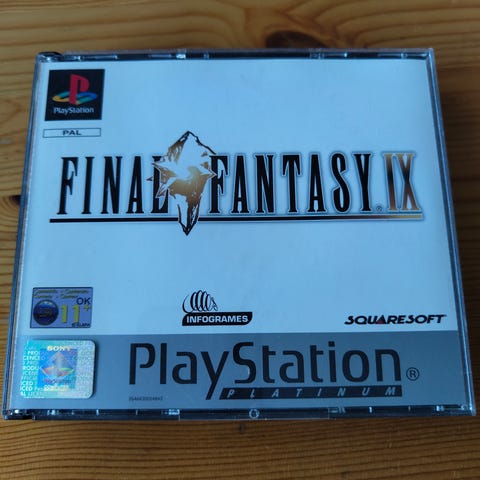 PlayStation
PAL
FINAL FANTASY® IX
OK
11+
INFOGRAMES
SQUARESOFT
SONY
PlayStation®
PLATINUM